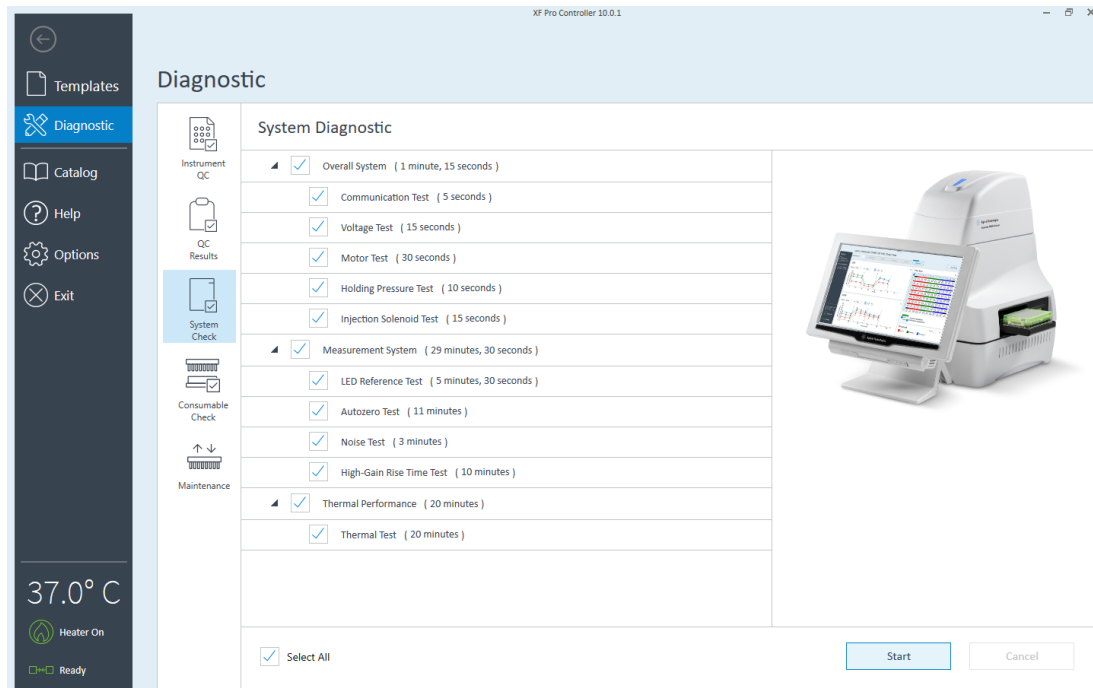 XF Pro Controller 10.0.1
Templates
Diagnostic
Catalog
Help
Options
Exit
37.0° C
Heater On
Ready
Diagnostic
Instrument
QC
QC
Results
System
Check
Consumable
Check
Maintenance
System Diagnostic
Overall System ( 1 minute, 15 seconds )
Communication Test ( 5 seconds )
Voltage Test ( 15 seconds )
Motor Test ( 30 seconds )
Holding Pressure Test ( 10 seconds )
Injection Solenoid Test ( 15 seconds )
Measurement System ( 29 minutes, 30 seconds )
LED Reference Test ( 5 minutes, 30 seconds )
Autozero Test ( 11 minutes )
Noise Test ( 3 minutes )
High-Gain Rise Time Test ( 10 minutes )
Thermal Performance ( 20 minutes )
Thermal Test ( 20 minutes )
Select All
Start
Cancel